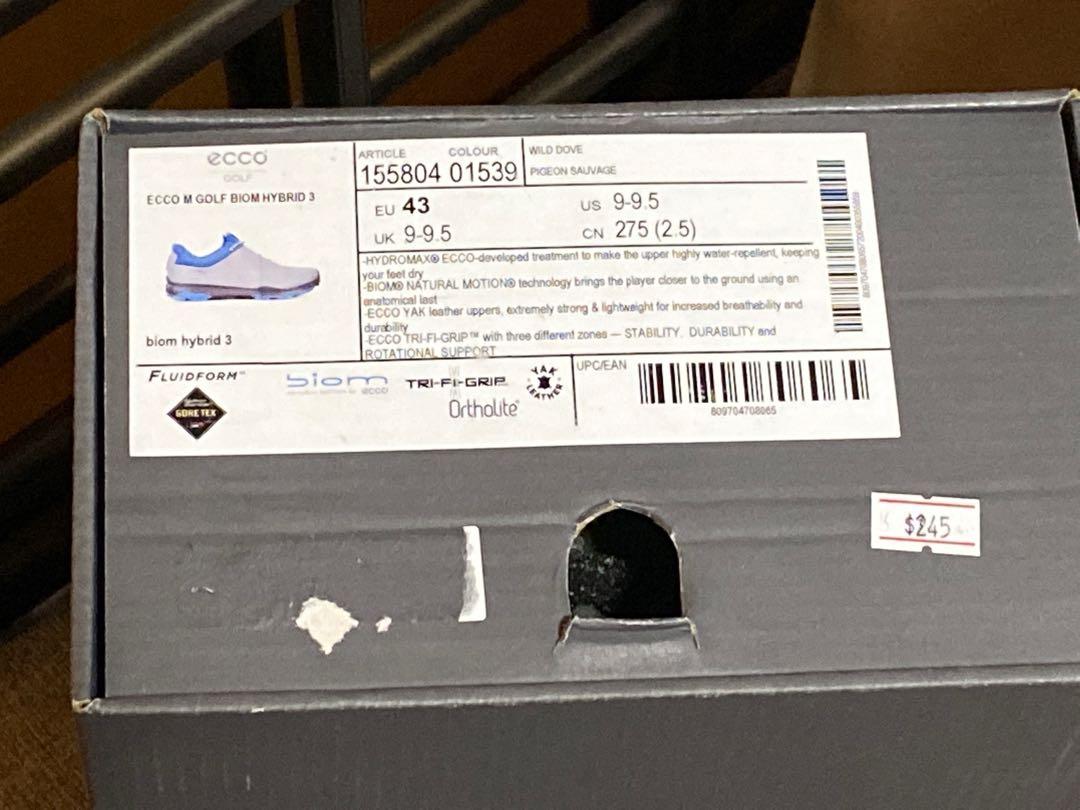 ecco
GOLF
ECCO M GOLF BIOM HYBRID 3
biom hybrid 3
ARTICLE COLOUR
155804 01539
WILD DOVE
PIGEON SAUVAGE
EU 43
US 9-9.5
UK 9-9.5
CN 275 (2.5)
-HYDROMAX® ECCO-developed treatment to make the upper highly water-repellent, keeping
your feet dry
-BIOM® NATURAL MOTION® technology brings the player closer to the ground using an
anatomical last
-ECCO YAK leather uppers, extremely strong & lightweight for increased breathability and
durability
-ECCO TRI-FI-GRIP™ with three different zones — STABILITY, DURABILITY and
ROTATIONAL SUPPORT
FLUIDFORM™
GORE TEX
biom
ecco
TRI-FI-GRIP
YAK
LEATHER
Ortholite®
UPC/EAN
809704708065
$245